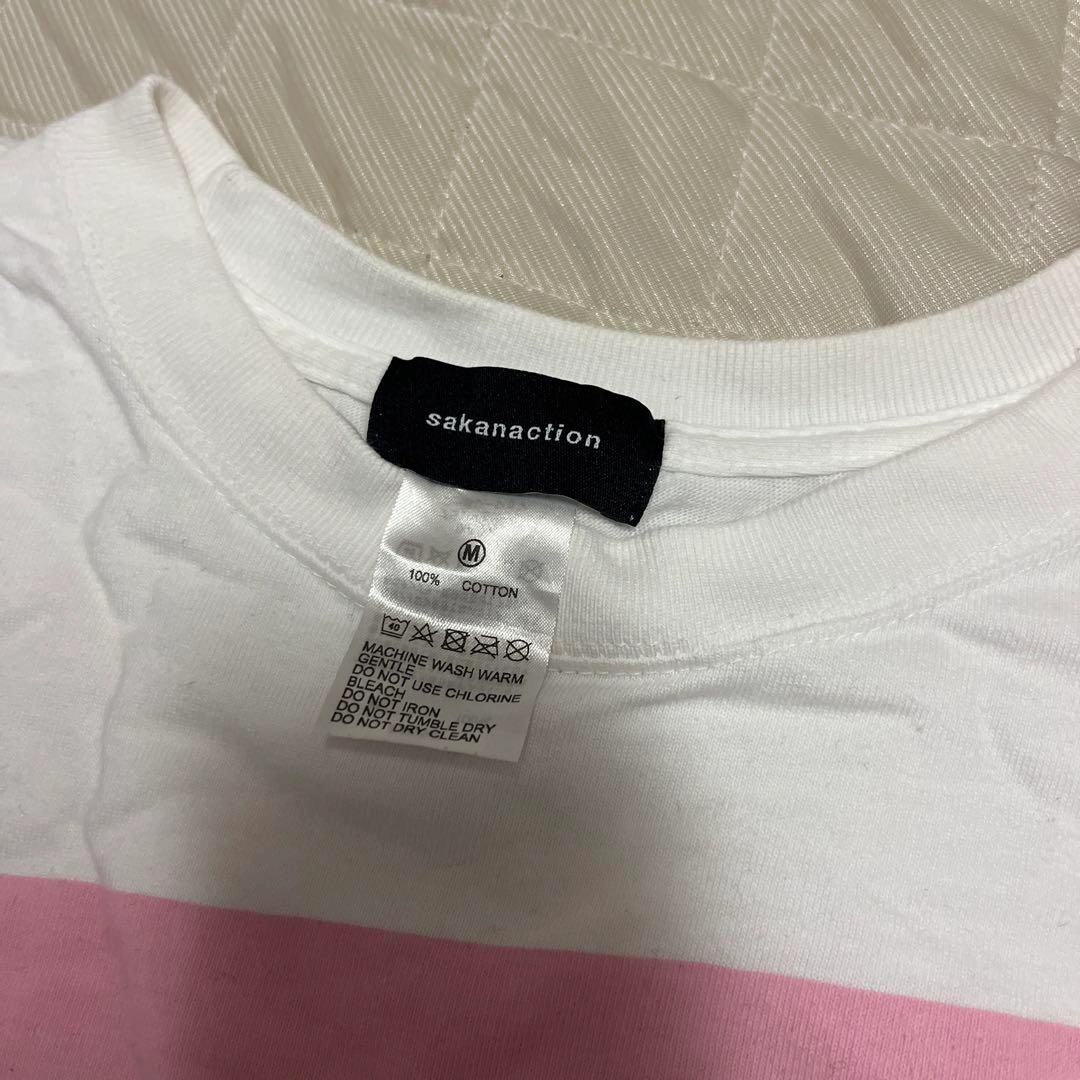 sakanaction
M
100% COTTON
40
MACHINE WASH WARM
GENTLE
DO NOT USE CHLORINE
BLEACH
DO NOT IRON
DO NOT TUMBLE DRY
DO NOT DRY CLEAN